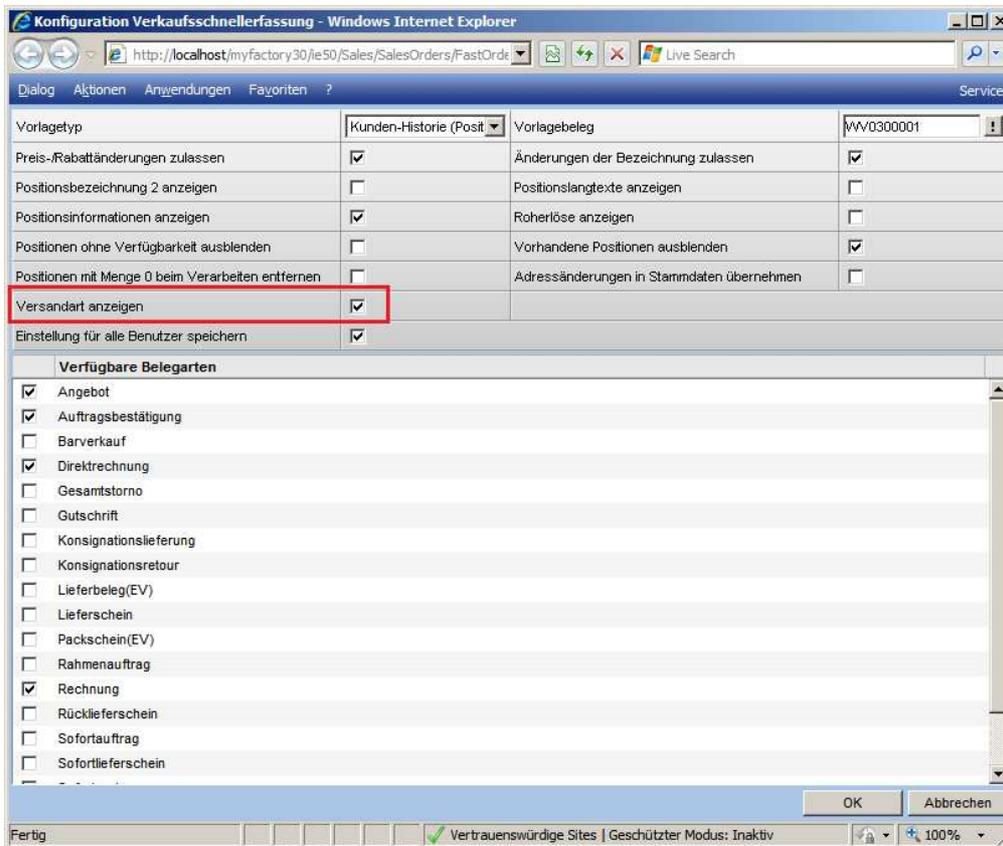 Konfiguration Verkaufsschnellerfassung - Windows Internet Explorer
http://localhost/myfactory30/ie50/Sales/SalesOrders/FastOrde
Live Search
Dialog Aktionen Anwendungen Favoriten ? Service
Vorlagetyp Kunden-Historie (Posit Vorlagebeleg VVV0300001 !
Preis-/Rabattänderungen zulassen Änderungen der Bezeichnung zulassen
Positionsbezeichnung 2 anzeigen Positionslangtexte anzeigen
Positionsinformationen anzeigen Roherlöse anzeigen
Positionen ohne Verfügbarkeit ausblenden Vorhandene Positionen ausblenden
Positionen mit Menge 0 beim Verarbeiten entfernen Adressänderungen in Stammdaten übernehmen
Versandart anzeigen
Einstellung für alle Benutzer speichern
Verfügbare Belegarten
Angebot
Auftragsbestätigung
Barverkauf
Direktrechnung
Gesamtstorno
Gutschrift
Konsignationslieferung
Konsignationsretour
Lieferbeleg(EV)
Lieferschein
Packschein(EV)
Rahmenauftrag
Rechnung
Rücklieferschein
Sofortauftrag
Sofortlieferschein
OK Abbrechen
Fertig Vertrauenswürdige Sites | Geschützter Modus: Inaktiv 100%